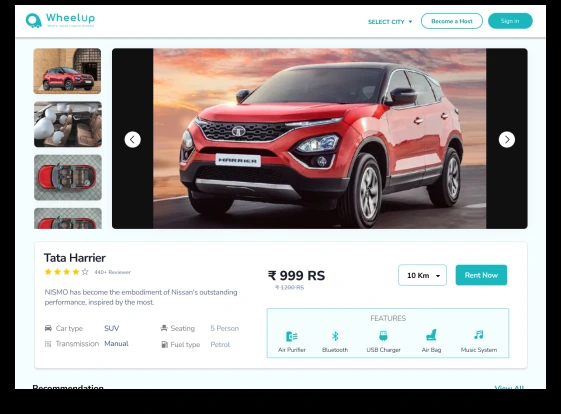 Wheelup
SELECT CITY
Become a Host
Sign in
HARRIER
Tata Harrier
440+ Reviewer
NISMO has become the embodiment of Nissan's outstanding
performance, inspired by the most.
Car type SUV
Seating 5 Person
Transmission Manual
Fuel type Petrol
₹ 999 RS
₹ 1200 RS
10 Km
Rent Now
FEATURES
Air Purifier
Bluetooth
USB Charger
Air Bag
Music System
Recommendation
View All